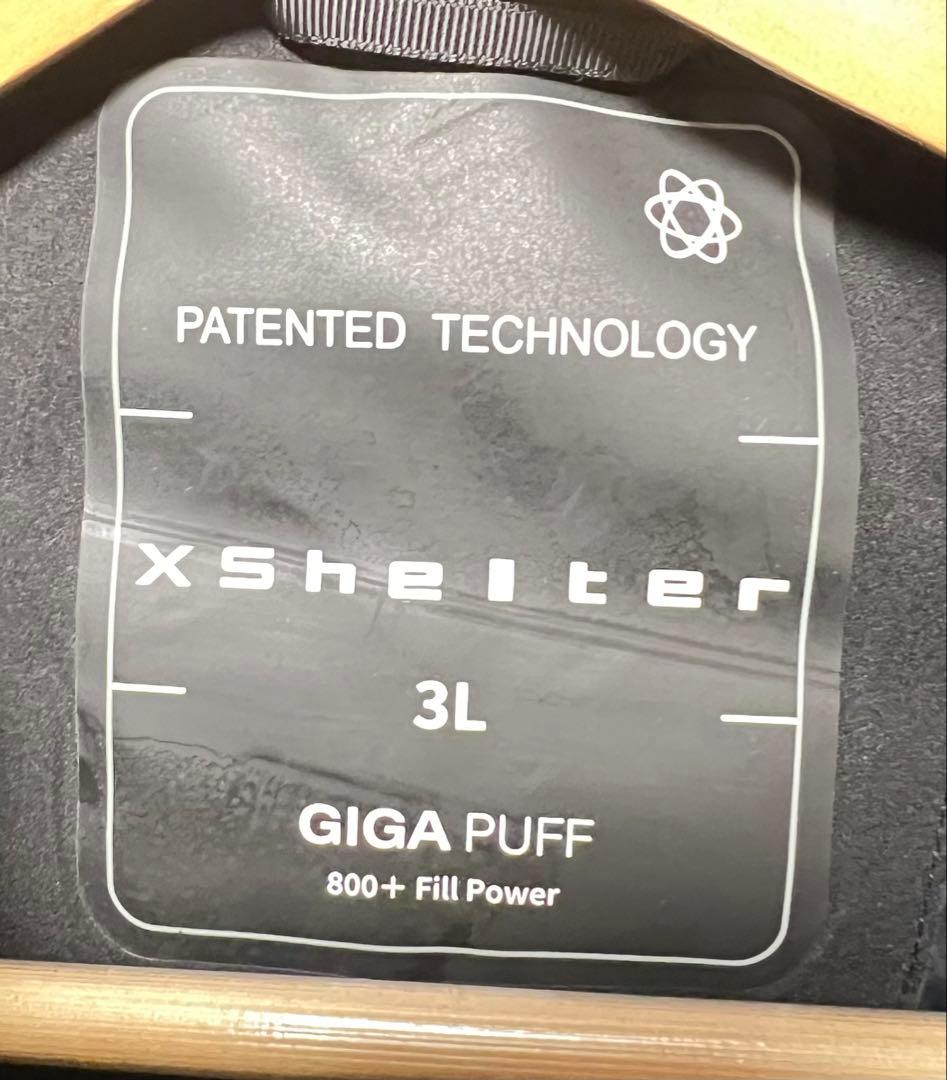 PATENTED TECHNOLOGY
XShelter
3L
GIGA PUFF
800+ Fill Power